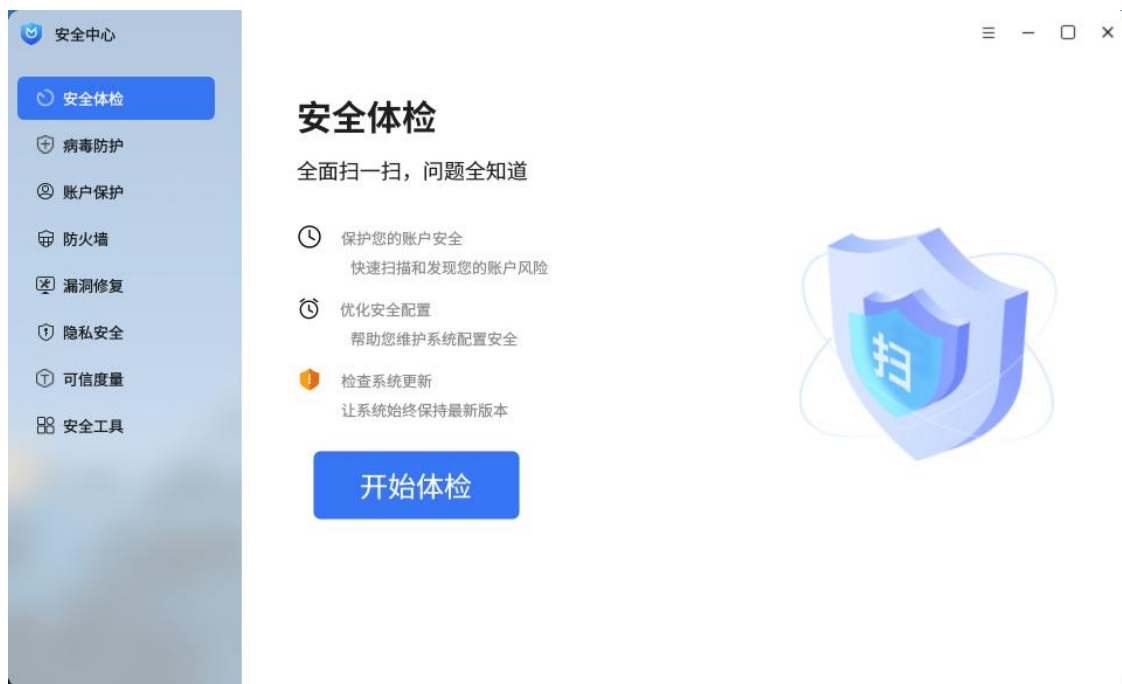 安全中心
安全体检
病毒防护
账户保护
防火墙
漏洞修复
隐私安全
可信度量
安全工具
安全体检
全面扫一扫，问题全知道
保护您的账户安全
快速扫描和发现您的账户风险
优化安全配置
帮助您维护系统配置安全
检查系统更新
让系统始终保持最新版本
开始体检
扫